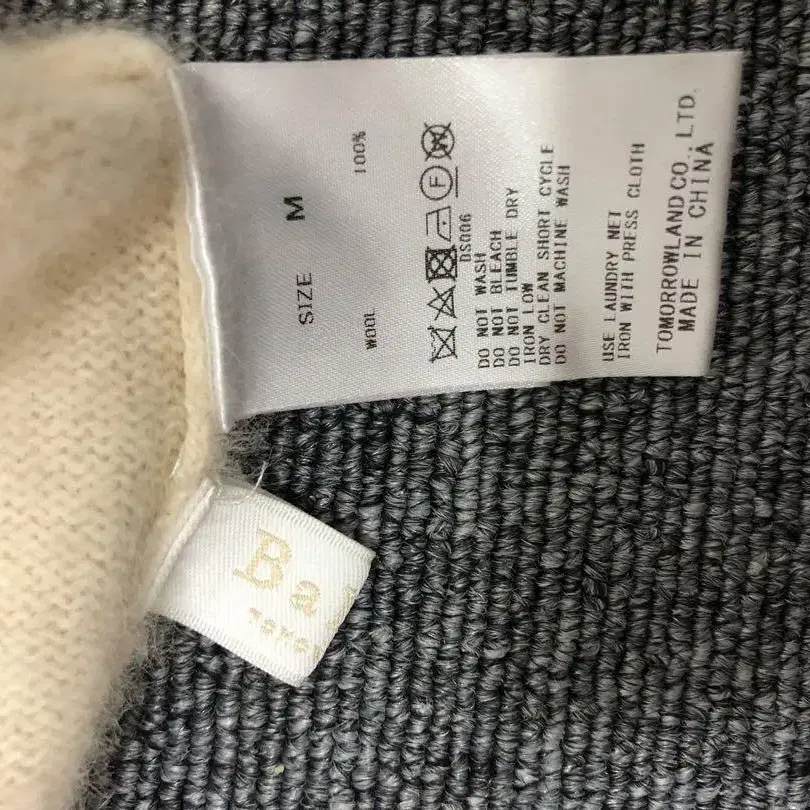 SIZE M
WOOL 100%
F
W
DS006
DO NOT WASH
DO NOT BLEACH
DO NOT TUMBLE DRY
IRON LOW
DRY CLEAN SHORT CYCLE
DO NOT MACHINE WASH
USE LAUNDRY NET
IRON WITH PRESS CLOTH
TOMORROWLAND CO., LTD.
MADE IN CHINA
Bal